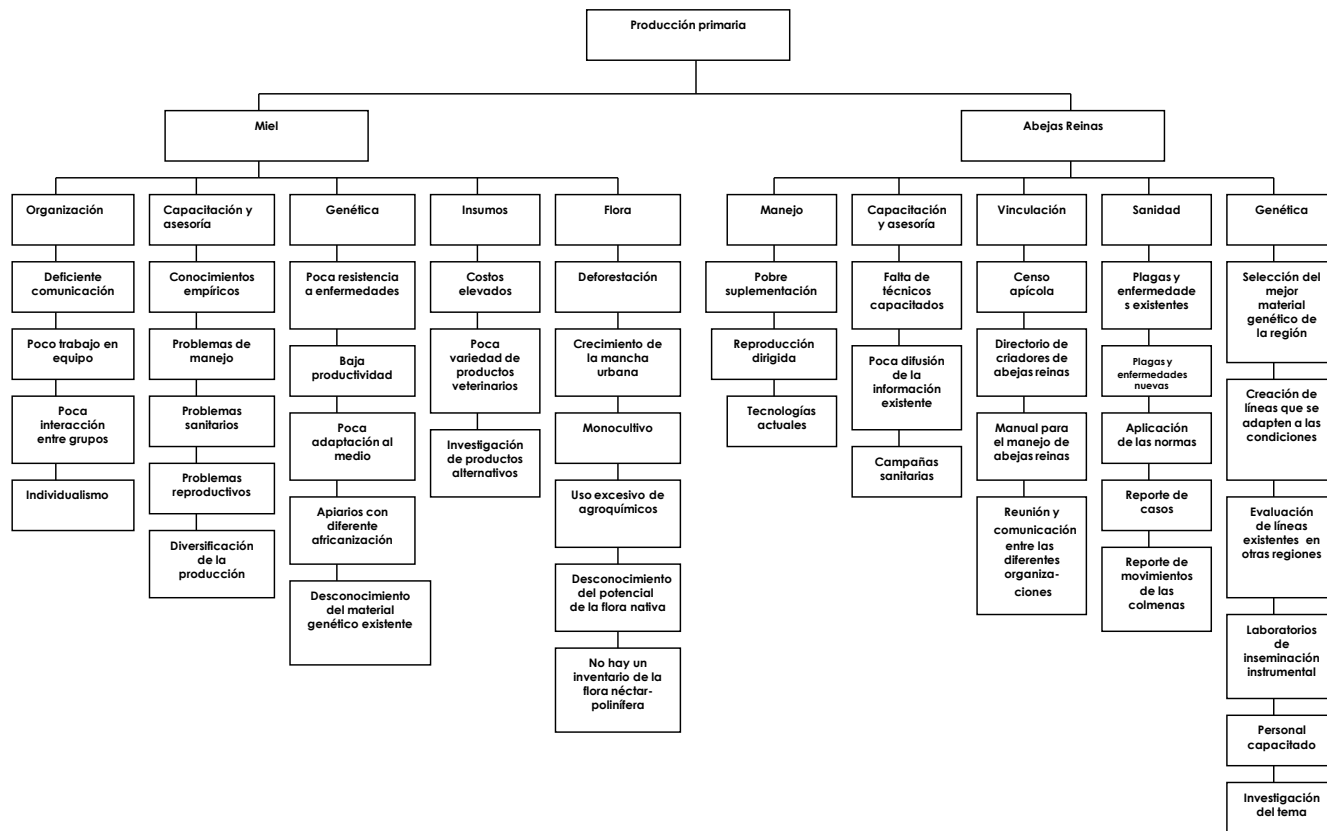 Producción primaria
Miel
Abejas Reinas
Organización
Capacitación y
asesoría
Genética
Insumos
Flora
Manejo
Capacitación
y asesoría
Vinculación
Sanidad
Genética
Deficiente
comunicación
Poco trabajo en
equipo
Poca
interacción
entre grupos
Individualismo
Conocimientos
empíricos
Problemas de
manejo
Problemas
sanitarios
Problemas
reproductivos
Diversificación
de la
producción
Poca resistencia
a enfermedades
Baja
productividad
Poca
adaptación al
medio
Apiarios con
diferente
africanización
Desconocimiento
del material
genético existente
Costos
elevados
Poca
variedad de
productos
veterinarios
Investigación
de productos
alternativos
Deforestación
Crecimiento de
la mancha
urbana
Monocultivo
Uso excesivo de
agroquímicos
Desconocimiento
del potencial
de la flora nativa
No hay un
inventario de la
flora néctar-
polinífera
Pobre
suplementación
Reproducción
dirigida
Tecnologías
actuales
Falta de
técnicos
capacitados
Poca difusión
de la
información
existente
Campañas
sanitarias
Censo
apícola
Directorio de
criadores de
abejas reinas
Manual para
el manejo de
abejas reinas
Reunión y
comunicación
entre las
diferentes
organiza-
ciones
Plagas y
enfermedade
s existentes
Plagas y
enfermedades
nuevas
Aplicación
de las normas
Reporte de
casos
Reporte de
movimientos
de las
colmenas
Selección del
mejor
material
genético de
la región
Creación de
líneas que se
adapten a las
condiciones
Evaluación
de líneas
existentes en
otras regiones
Laboratorios
de
inseminación
instrumental
Personal
capacitado
Investigación
del tema